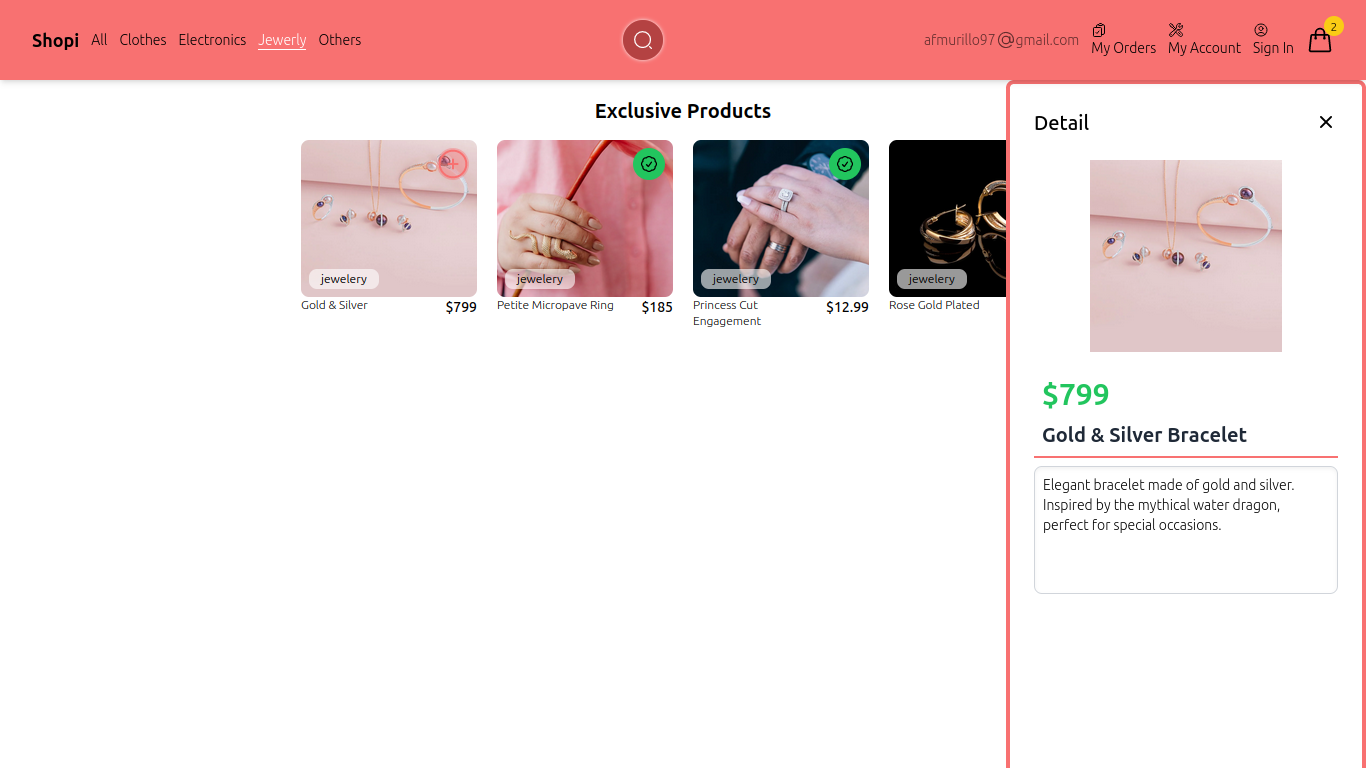 Shopi All Clothes Electronics Jewerly Others afmurillo97@gmail.com My Orders My Account Sign In 2
Exclusive Products
jewelery
Gold & Silver $799
jewelery
Petite Micropave Ring $185
jewelery
Princess Cut $12.99
Engagement
jewelery
Rose Gold Plated
Detail
$799
Gold & Silver Bracelet
Elegant bracelet made of gold and silver.
Inspired by the mythical water dragon,
perfect for special occasions.